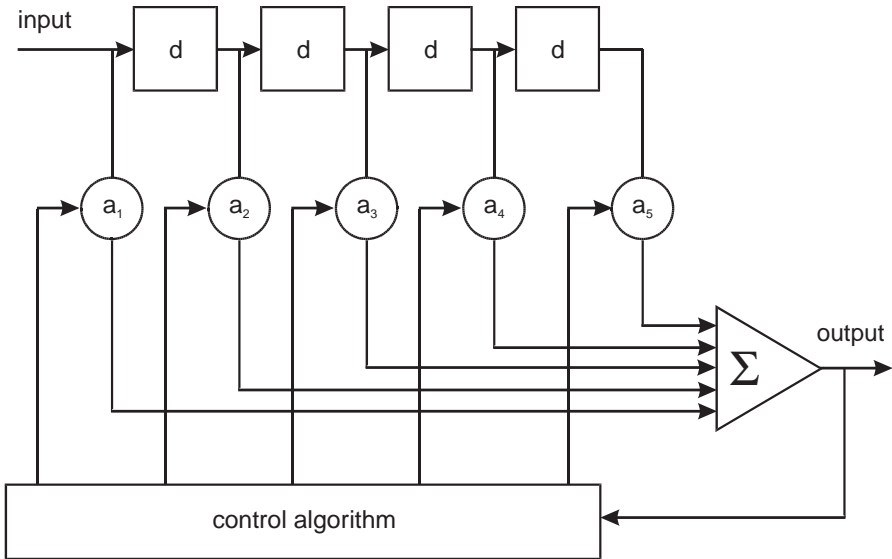 input
d
d
d
d
a₁
a₂
a₃
a₄
a₅
output
Σ
control algorithm